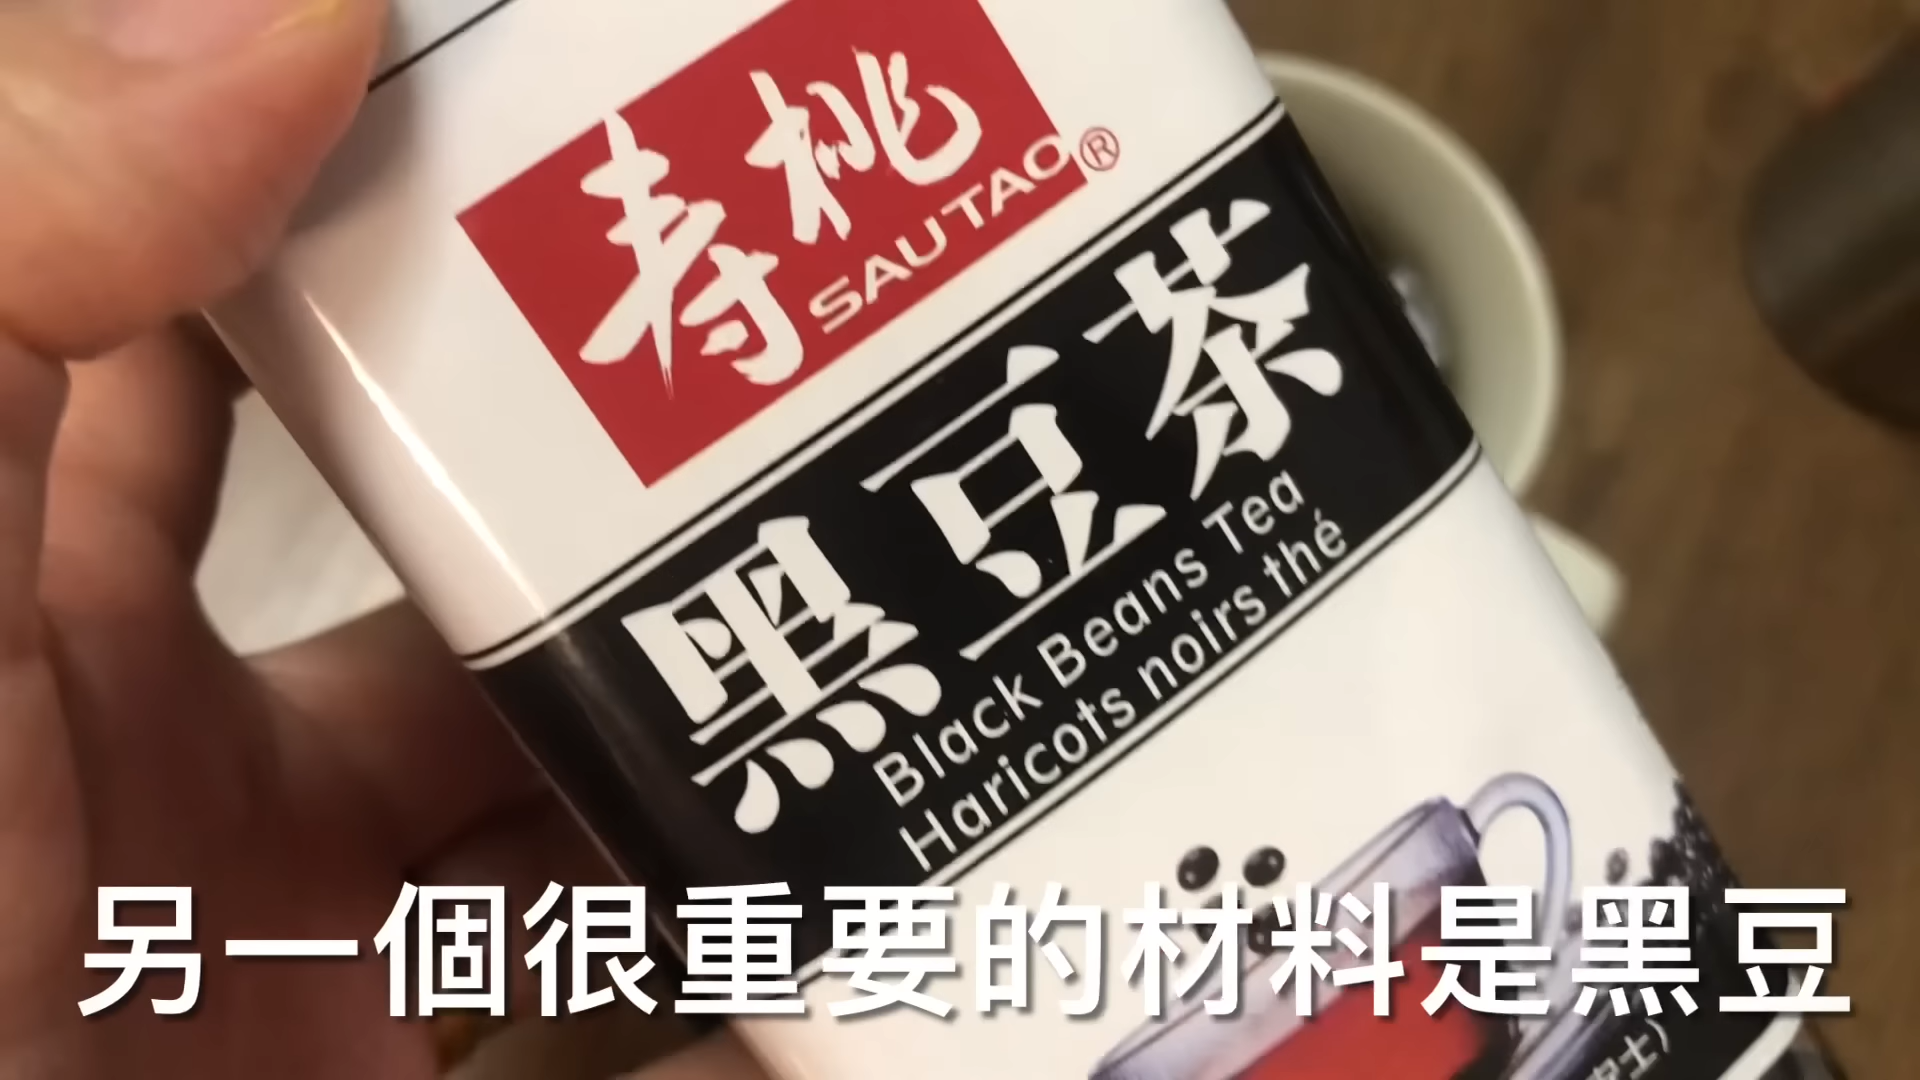 寿桃
SAUTAO®
黑豆茶
Black Beans Tea
Haricots noirs thé
另一個很重要的材料是黑豆